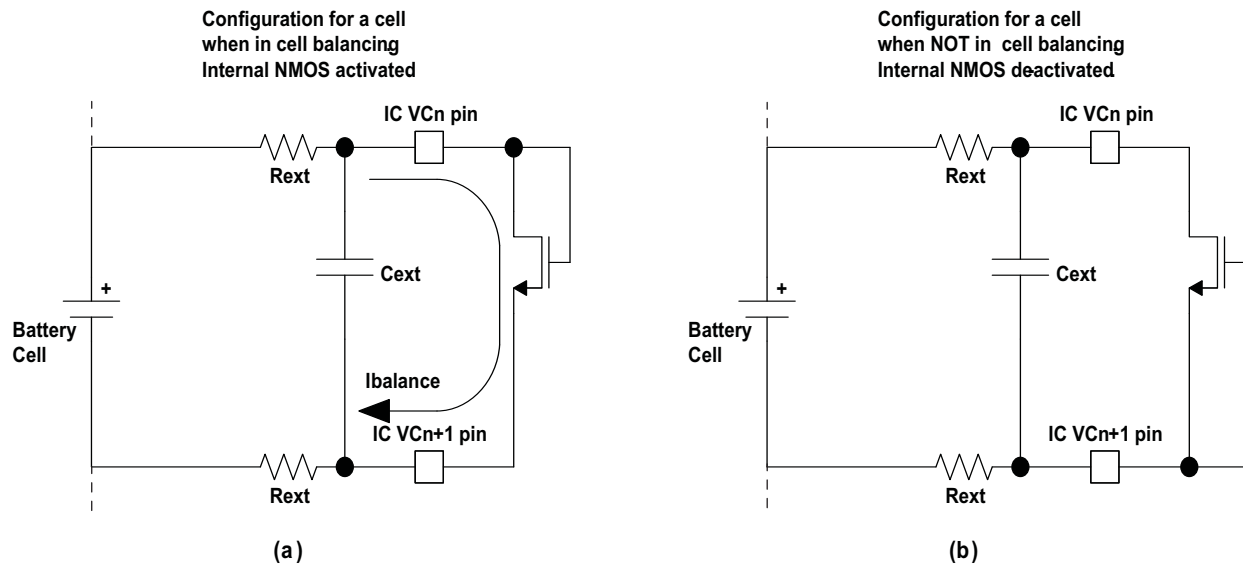 Configuration for a cell
when in cell balancing.
Internal NMOS activated
IC VCn pin
Rext
Cext
+
Battery
Cell
Ibalance
IC VCn+1 pin
Rext
(a)
Configuration for a cell
when NOT in cell balancing.
Internal NMOS de-activated.
IC VCn pin
Rext
Cext
+
Battery
Cell
IC VCn+1 pin
Rext
(b)